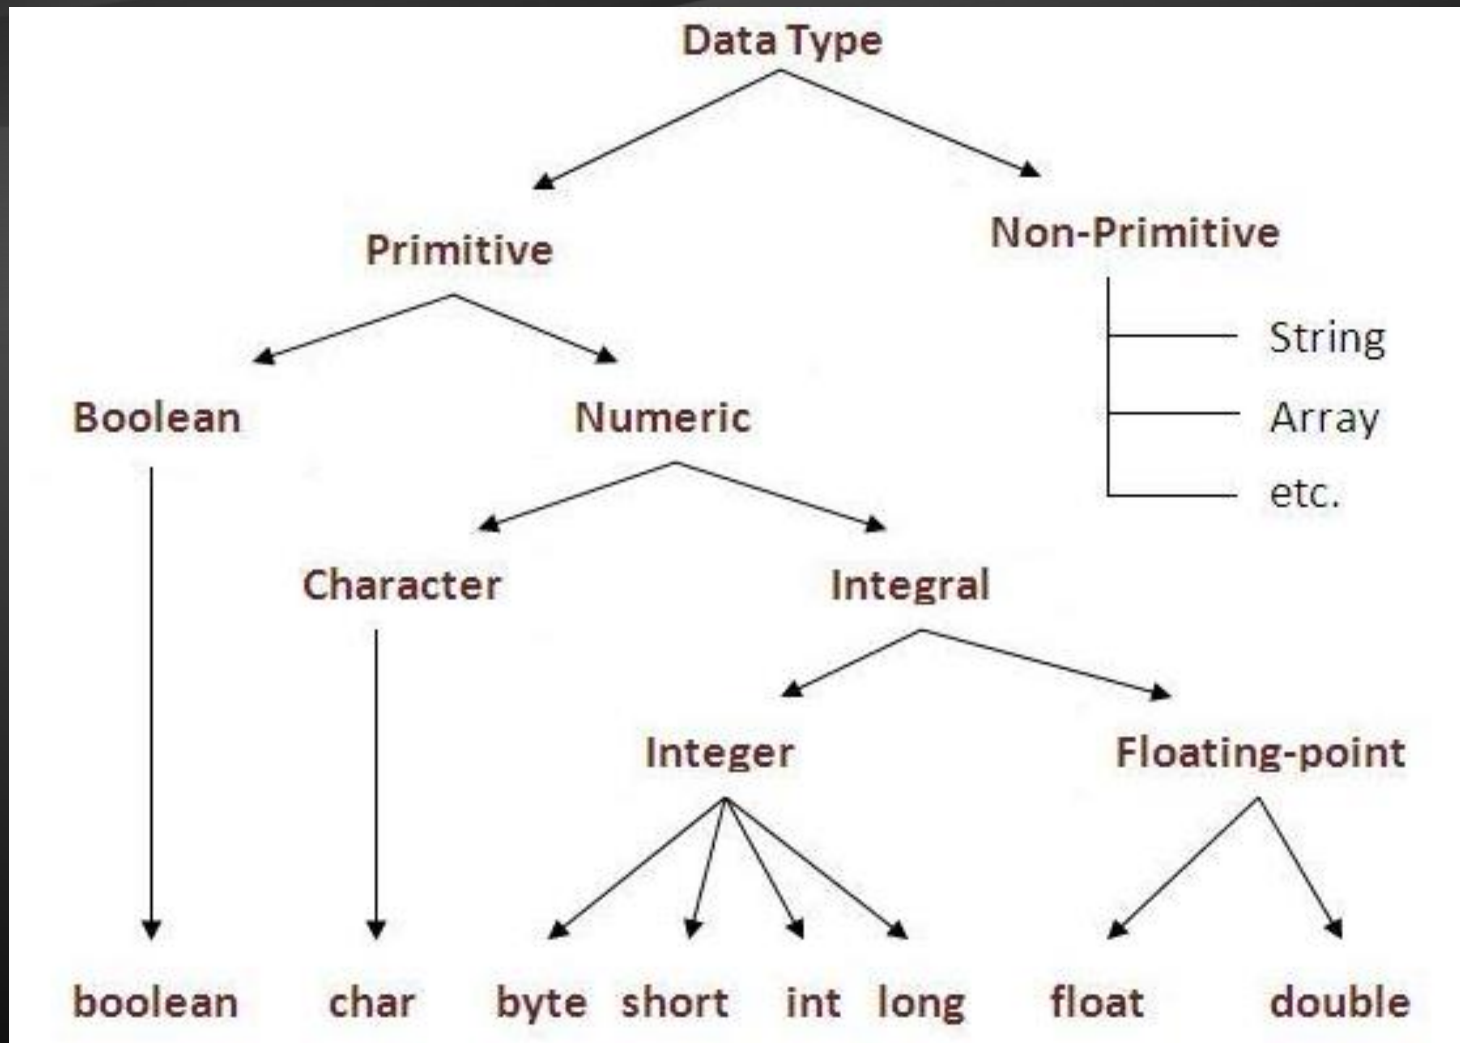 Data Type
Primitive
Non-Primitive
String
Boolean
Numeric
Array
etc.
Character
Integral
Integer
Floating-point
boolean char byte short int long float double